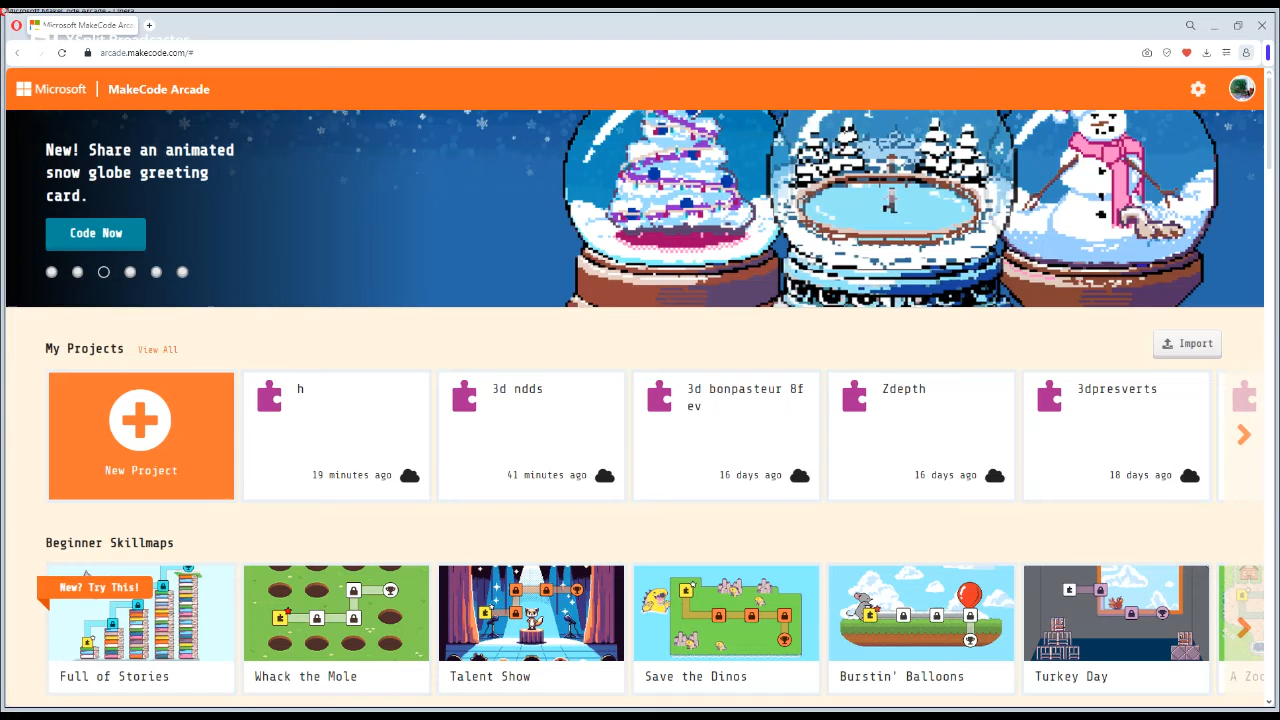 Microsoft MakeCode Arca
arcade.makecode.com/#
Microsoft | MakeCode Arcade
New! Share an animated
snow globe greeting
card.
Code Now
My Projects View All
Import
New Project
h
19 minutes ago
3d ndds
41 minutes ago
3d bonpasteur 8f
ev
16 days ago
Zdepth
16 days ago
3dpresverts
18 days ago
Beginner Skillmaps
New? Try This!
Full of Stories
Whack the Mole
Talent Show
Save the Dinos
Burstin' Balloons
Turkey Day
A Zoo